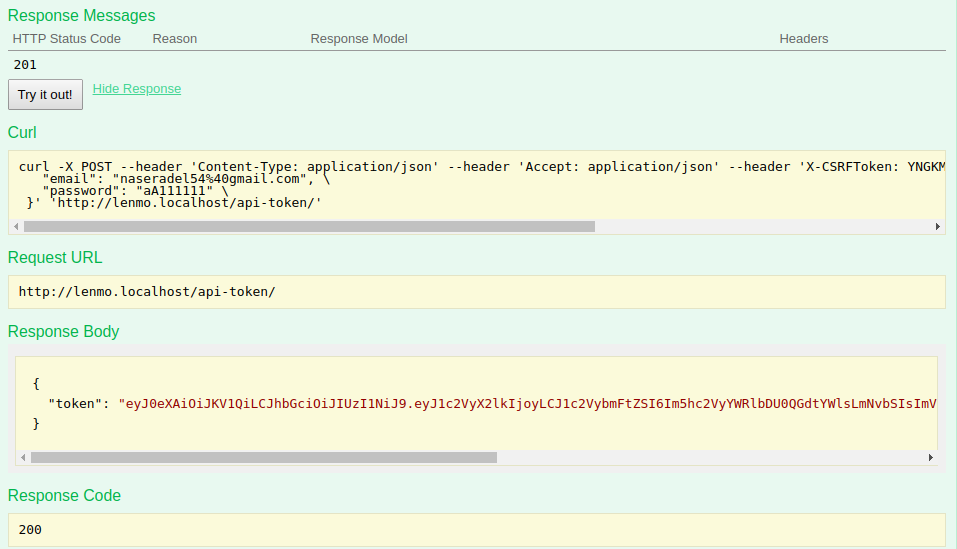 Response Messages
HTTP Status Code Reason Response Model Headers
201
Try it out! Hide Response
Curl
curl -X POST --header 'Content-Type: application/json' --header 'Accept: application/json' --header 'X-CSRFToken: YNGKM
"email": "naseradel54%40gmail.com", \
"password": "aA111111" \
}' 'http://lenmo.localhost/api-token/'
Request URL
http://lenmo.localhost/api-token/
Response Body
{
"token": "eyJ0eXAiOiJKV1QiLCJhbGciOiJIUzI1NiJ9.eyJ1c2VyX2lkIjoyLCJ1c2VybmFtZSI6Im5hc2VyYWRlbDU0QGdtYWlsLmNvbSIsImV
}
Response Code
200